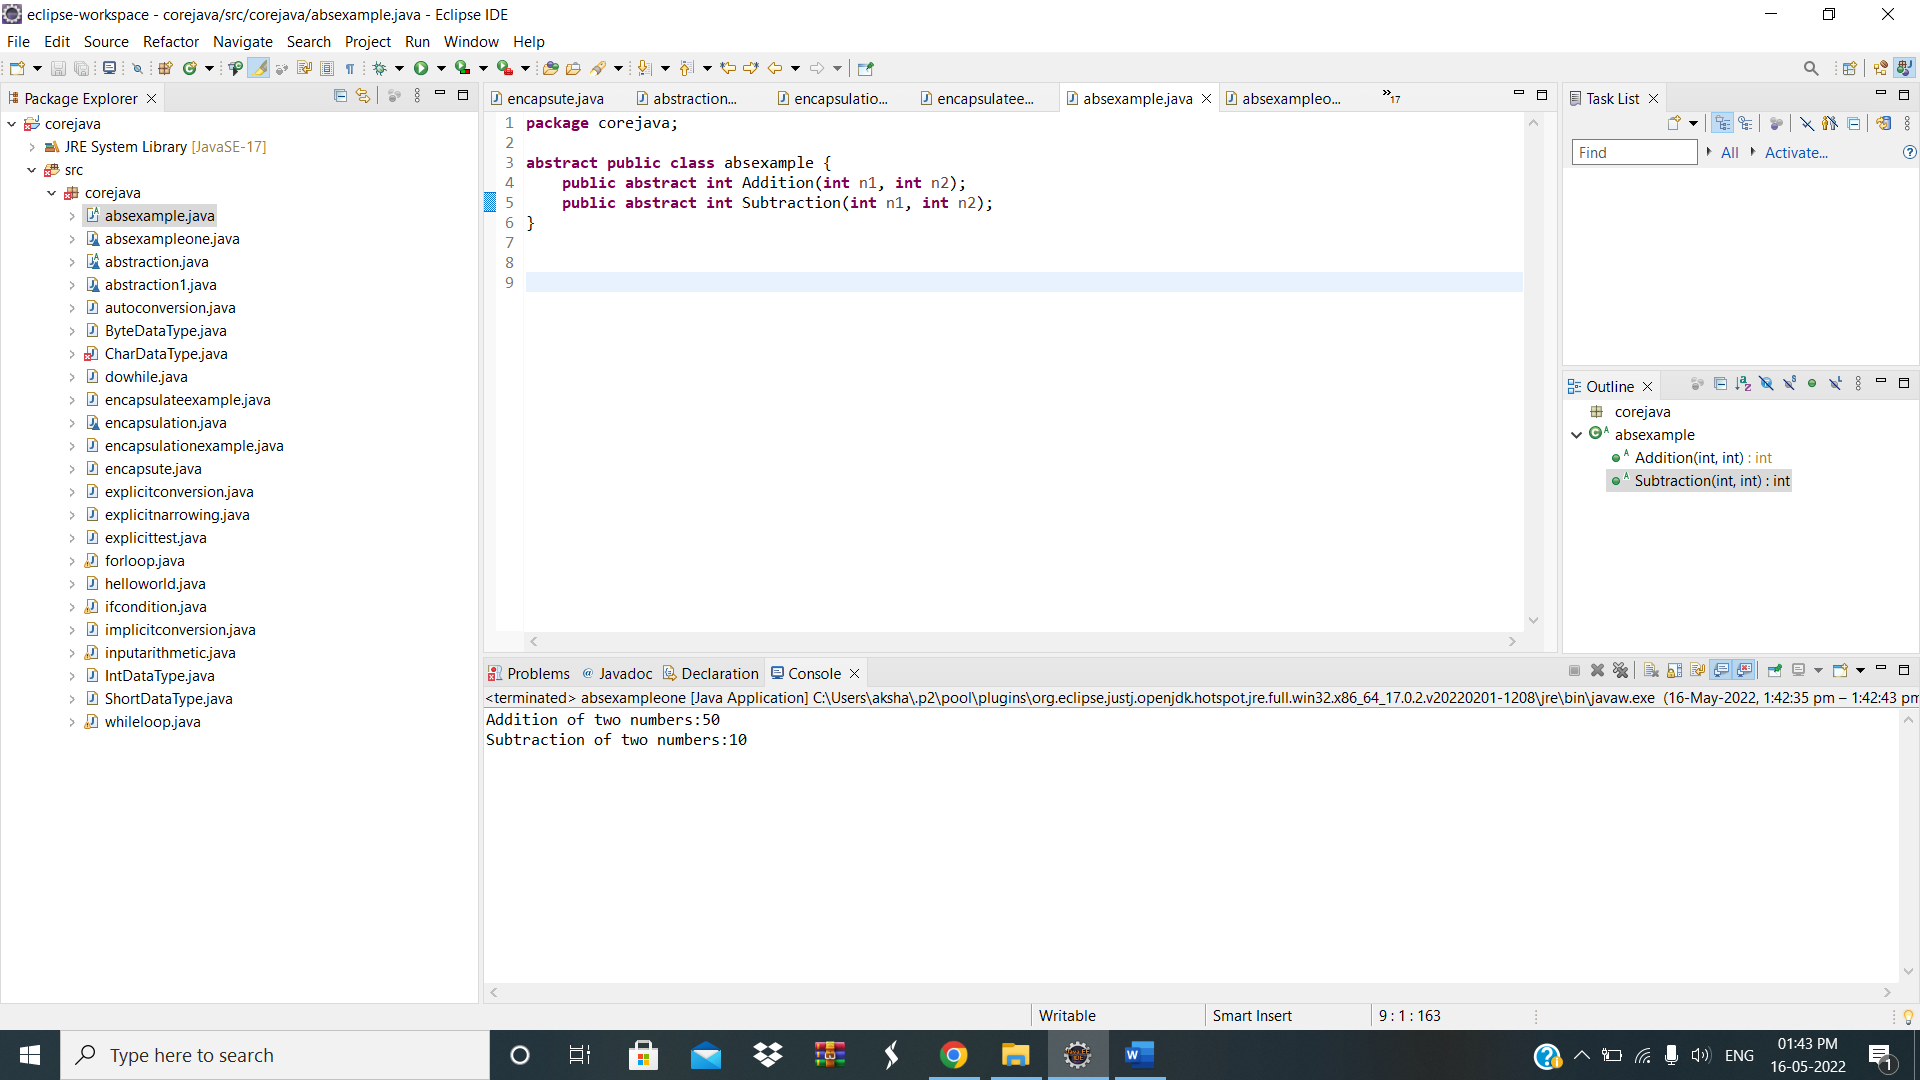 eclipse-workspace - corejava/src/corejava/absexample.java - Eclipse IDE
File Edit Source Refactor Navigate Search Project Run Window Help
Package Explorer
corejava
JRE System Library [JavaSE-17]
src
corejava
absexample.java
absexampleone.java
abstraction.java
abstraction1.java
autoconversion.java
ByteDataType.java
CharDataType.java
dowhile.java
encapsulateexample.java
encapsulation.java
encapsulationexample.java
encapsute.java
explicitconversion.java
explicitnarrowing.java
explicittest.java
forloop.java
helloworld.java
ifcondition.java
implicitconversion.java
inputarithmetic.java
IntDataType.java
ShortDataType.java
whileloop.java
encapsute.java abstraction... encapsulatio... encapsulatee... absexample.java absexampleo... »17
1 package corejava;
2
3 abstract public class absexample {
4 public abstract int Addition(int n1, int n2);
5 public abstract int Subtraction(int n1, int n2);
6 }
7
8
9
Task List
Find All Activate...
Outline
corejava
absexample
Addition(int, int) : int
Subtraction(int, int) : int
Problems @ Javadoc Declaration Console
<terminated> absexampleone [Java Application] C:\Users\aksha\.p2\pool\plugins\org.eclipse.justj.openjdk.hotspot.jre.full.win32.x86_64_17.0.2.v20220201-1208\jre\bin\javaw.exe (16-May-2022, 1:42:35 pm – 1:42:43 pm
Addition of two numbers:50
Subtraction of two numbers:10
Writable Smart Insert 9 : 1 : 163
Type here to search
ENG
01:43 PM
16-05-2022
1